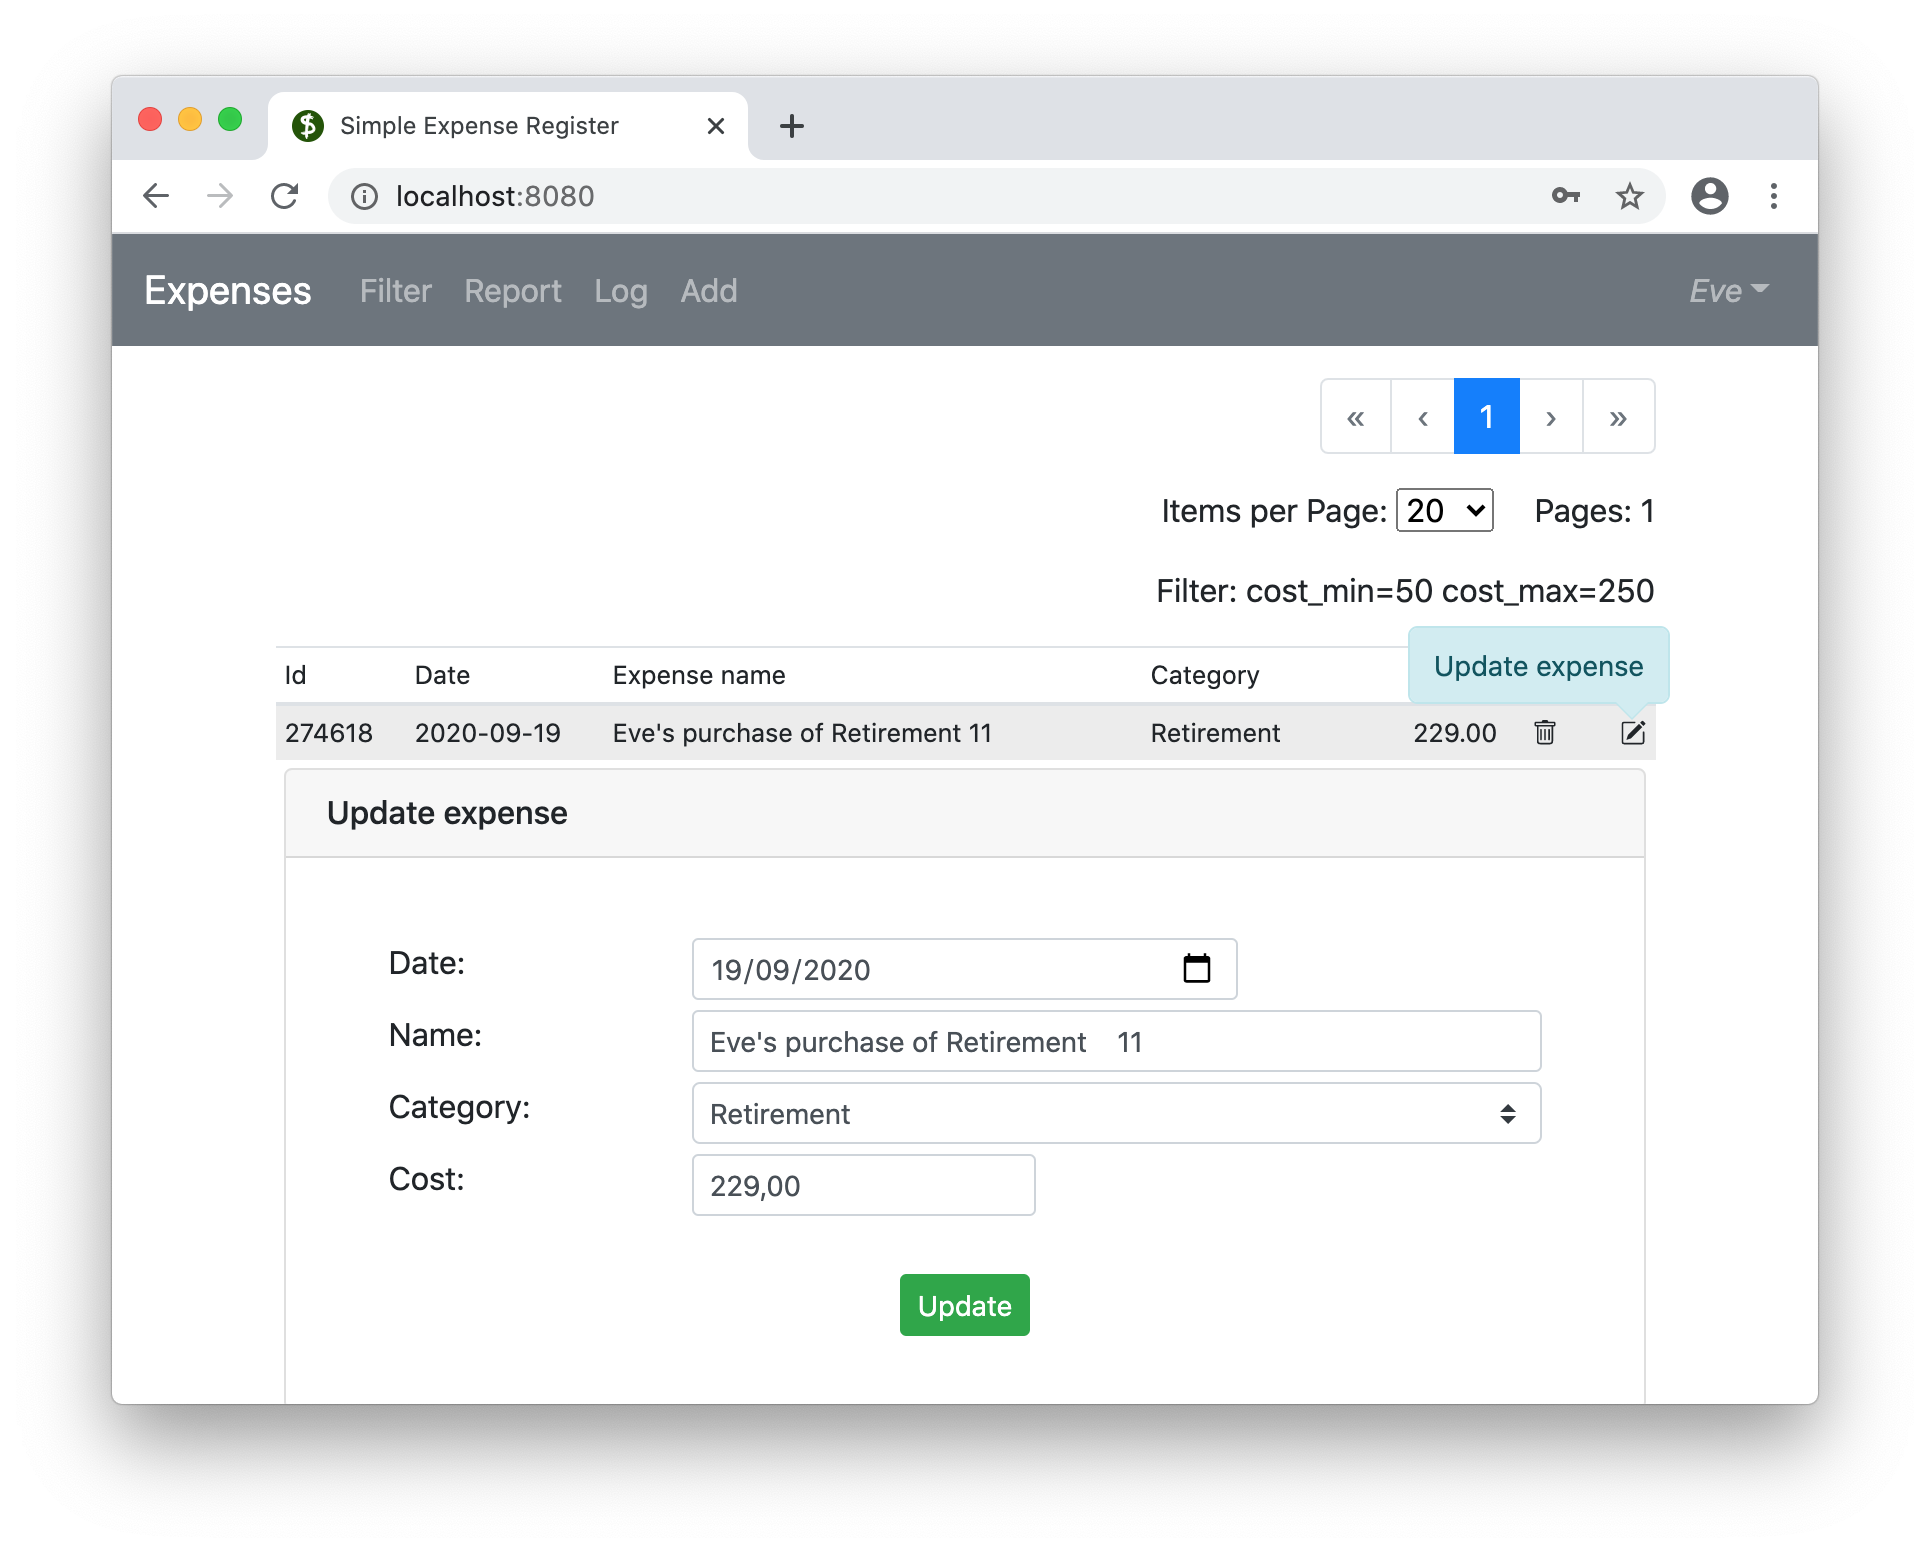 Simple Expense Register
localhost:8080
Expenses Filter Report Log Add Eve
« ‹ 1 › »
Items per Page: 20 Pages: 1
Filter: cost_min=50 cost_max=250
Update expense
Id Date Expense name Category
274618 2020-09-19 Eve's purchase of Retirement 11 Retirement 229.00
Update expense
Date: 19/09/2020
Name: Eve's purchase of Retirement    11
Category: Retirement
Cost: 229,00
Update